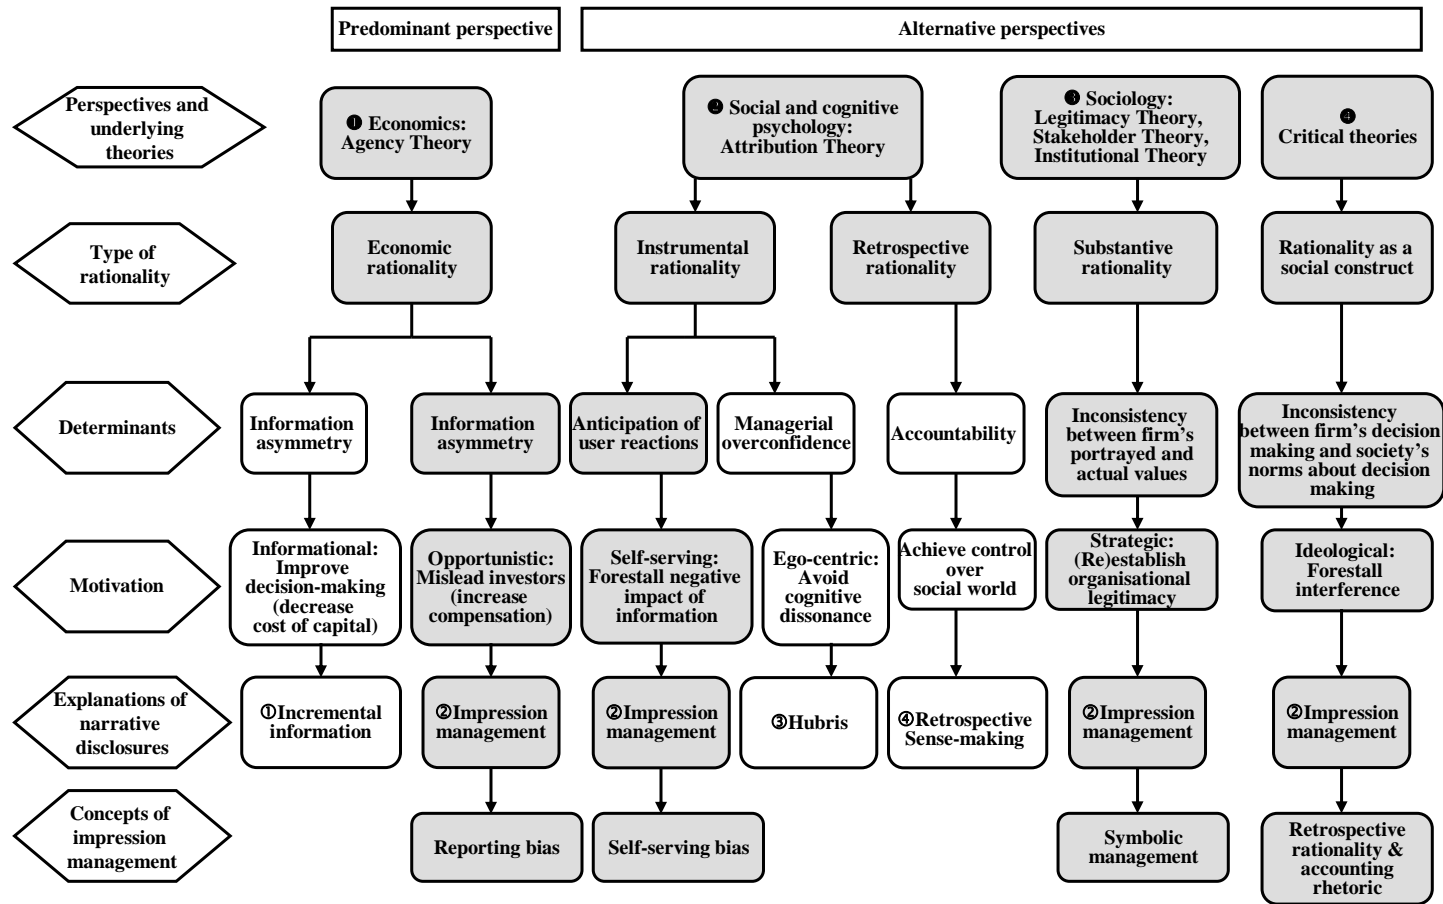 Predominant perspective
Alternative perspectives
Perspectives and
underlying
theories
❶ Economics:
Agency Theory
❷ Social and cognitive
psychology:
Attribution Theory
❸ Sociology:
Legitimacy Theory,
Stakeholder Theory,
Institutional Theory
❹
Critical theories
Type of
rationality
Economic
rationality
Instrumental
rationality
Retrospective
rationality
Substantive
rationality
Rationality as a
social construct
Determinants
Information
asymmetry
Information
asymmetry
Anticipation of
user reactions
Managerial
overconfidence
Accountability
Inconsistency
between firm's
portrayed and
actual values
Inconsistency
between firm's decision
making and society's
norms about decision
making
Motivation
Informational:
Improve
decision-making
(decrease
cost of capital)
Opportunistic:
Mislead investors
(increase
compensation)
Self-serving:
Forestall negative
impact of
information
Ego-centric:
Avoid
cognitive
dissonance
Achieve control
over
social world
Strategic:
(Re)establish
organisational
legitimacy
Ideological:
Forestall
interference
Explanations of
narrative
disclosures
①Incremental
information
②Impression
management
②Impression
management
③Hubris
④Retrospective
Sense-making
②Impression
management
②Impression
management
Concepts of
impression
management
Reporting bias
Self-serving bias
Symbolic
management
Retrospective
rationality &
accounting
rhetoric